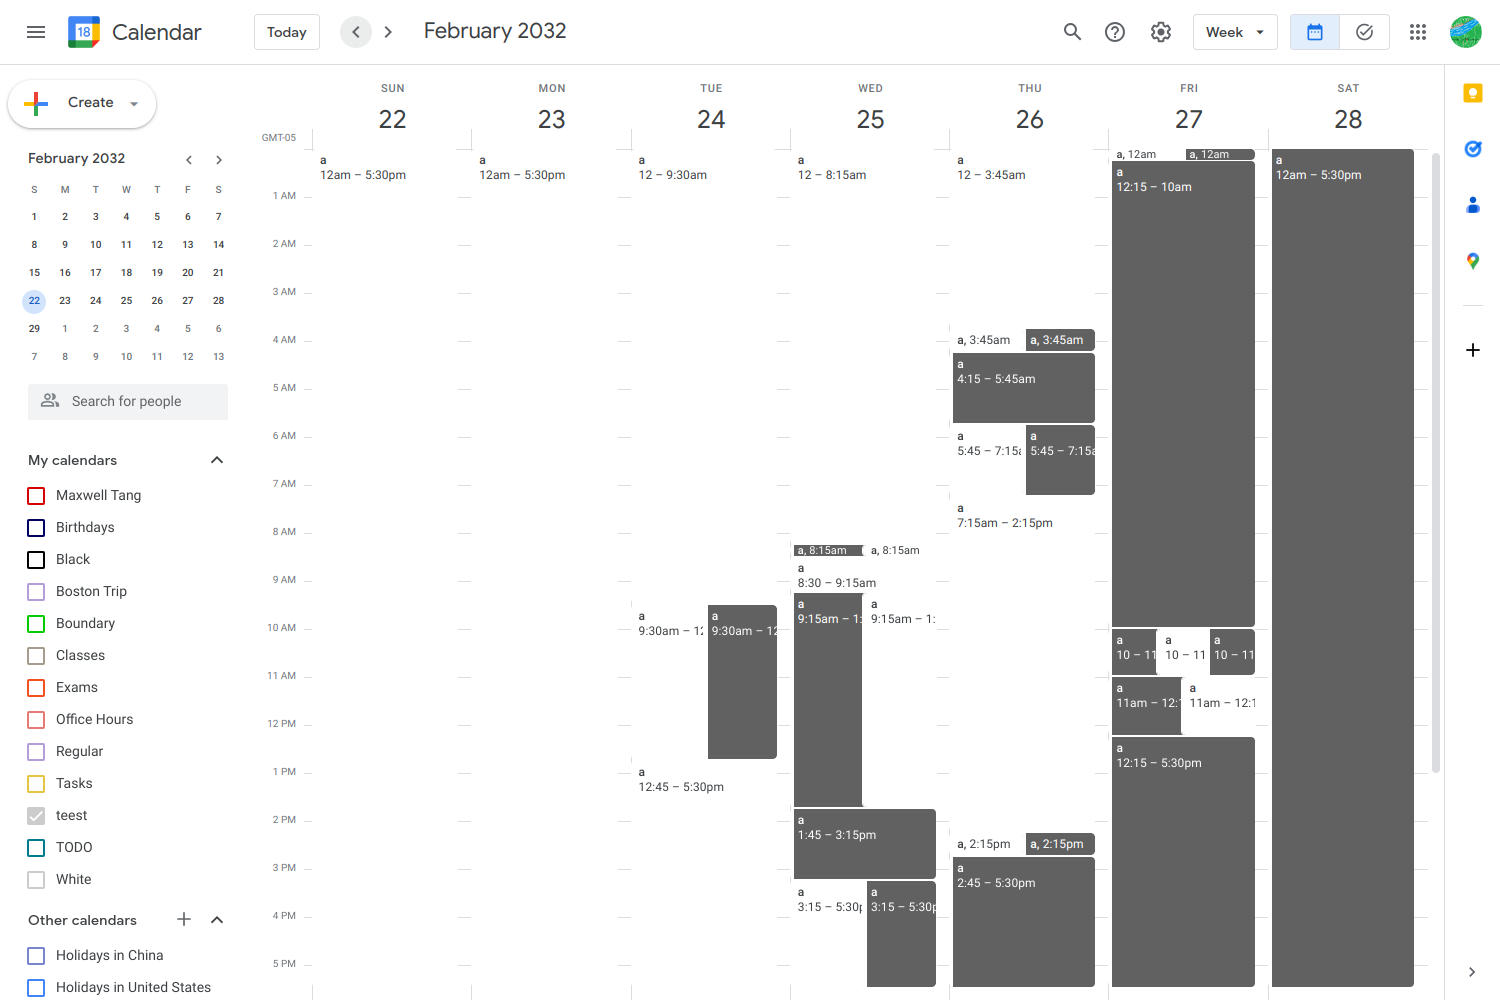 18 Calendar Today February 2032 Week
Create
February 2032
S M T W T F S
1 2 3 4 5 6 7
8 9 10 11 12 13 14
15 16 17 18 19 20 21
22 23 24 25 26 27 28
29 1 2 3 4 5 6
7 8 9 10 11 12 13
Search for people
My calendars
Maxwell Tang
Birthdays
Black
Boston Trip
Boundary
Classes
Exams
Office Hours
Regular
Tasks
teest
TODO
White
Other calendars
Holidays in China
Holidays in United States
SUN MON TUE WED THU FRI SAT
22 23 24 25 26 27 28
GMT-05
1 AM
2 AM
3 AM
4 AM
5 AM
6 AM
7 AM
8 AM
9 AM
10 AM
11 AM
12 PM
1 PM
2 PM
3 PM
4 PM
5 PM
a
12am – 5:30pm
a
12am – 5:30pm
a
12 – 9:30am
a
9:30am – 12
a
9:30am – 12
a
12:45 – 5:30pm
a
12 – 8:15am
a, 8:15am
a, 8:15am
a
8:30 – 9:15am
a
9:15am – 1:
a
9:15am – 1:
a
1:45 – 3:15pm
a
3:15 – 5:30p
a
3:15 – 5:30p
a
12 – 3:45am
a, 3:45am
a, 3:45am
a
4:15 – 5:45am
a
5:45 – 7:15a
a
5:45 – 7:15a
a
7:15am – 2:15pm
a, 2:15pm
a, 2:15pm
a
2:45 – 5:30pm
a, 12am
a, 12am
a
12:15 – 10am
a
10 – 11
a
10 – 11
a
10 – 11
a
11am – 12:1
a
11am – 12:1
a
12:15 – 5:30pm
a
12am – 5:30pm